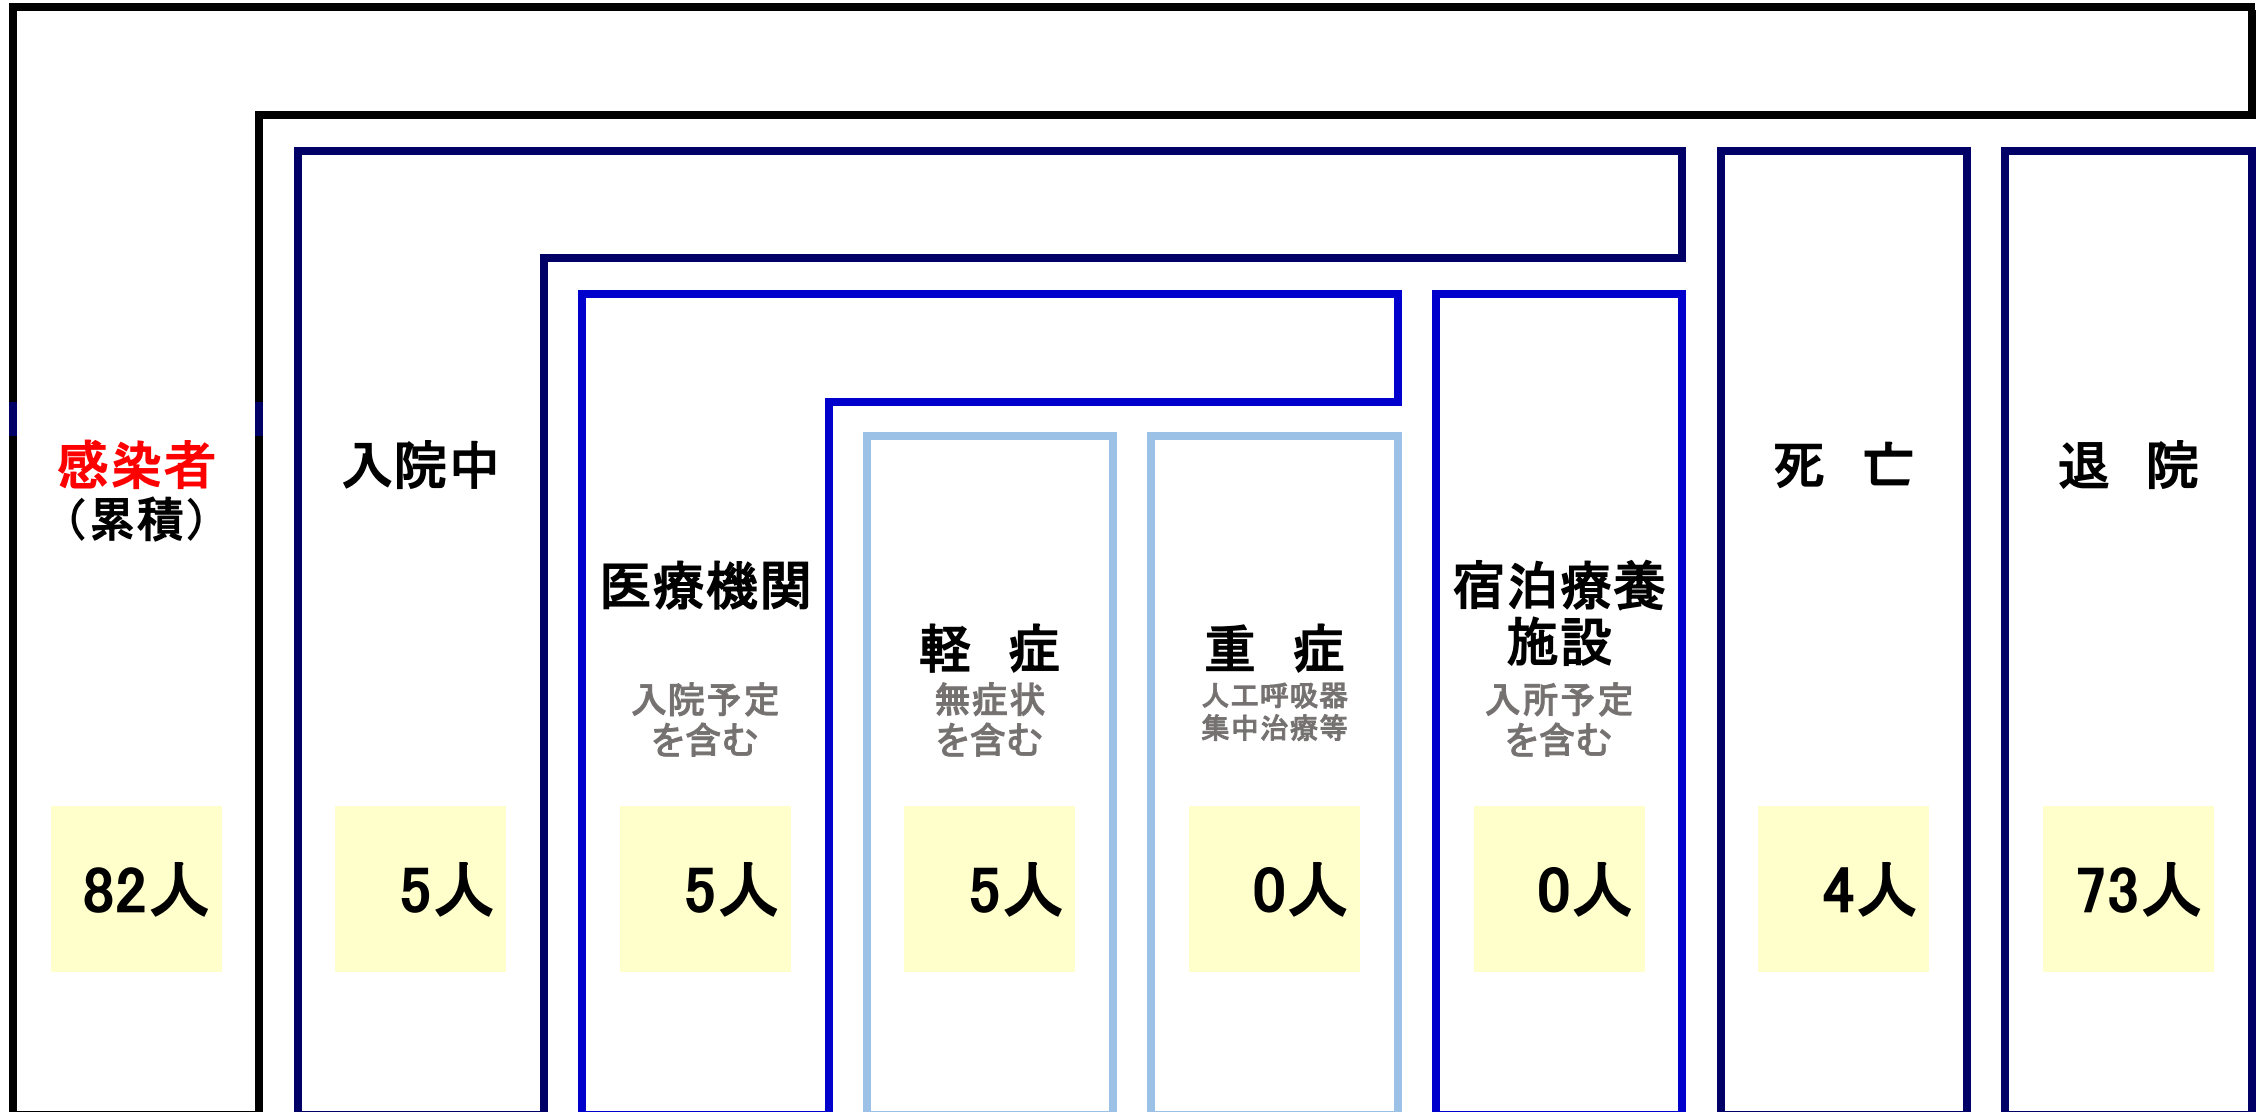 感染者
（累積）
82人
入院中
5人
医療機関
入院予定
を含む
5人
軽　症
無症状
を含む
5人
重　症
人工呼吸器
集中治療等
0人
宿泊療養
施設
入所予定
を含む
0人
死　亡
4人
退　院
73人